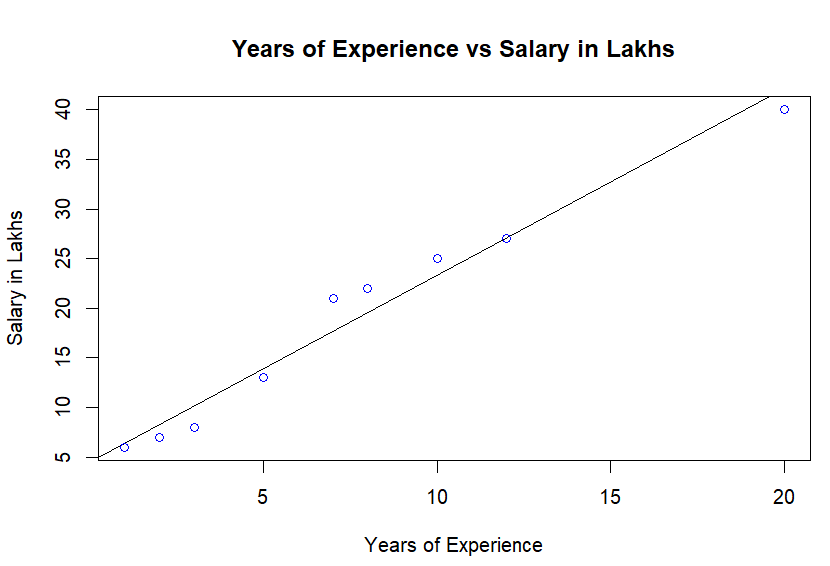 Years of Experience vs Salary in Lakhs
40
35
30
25
20
15
10
5
Salary in Lakhs
5 10 15 20
Years of Experience